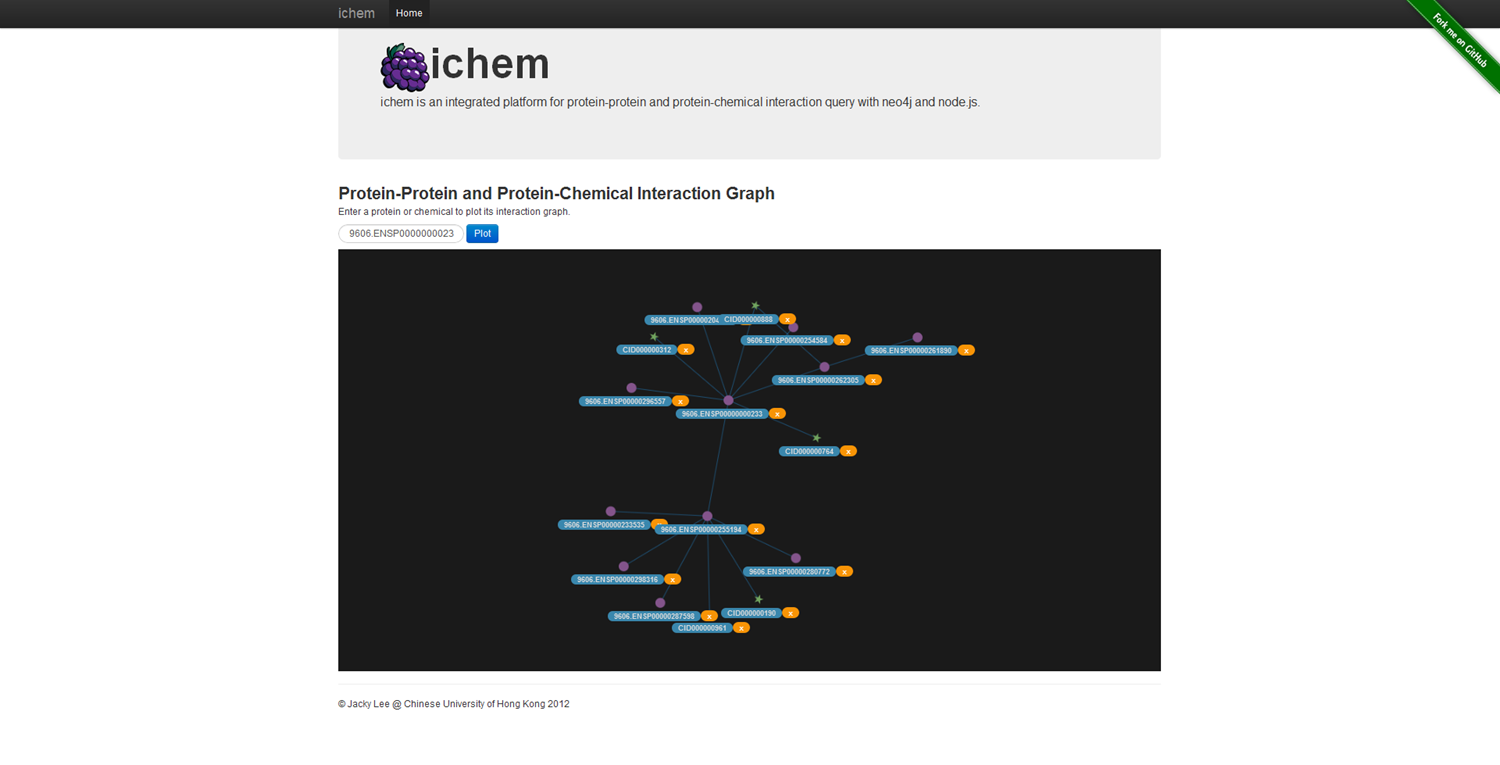 ichem Home
Fork me on GitHub
ichem
ichem is an integrated platform for protein-protein and protein-chemical interaction query with neo4j and node.js.
Protein-Protein and Protein-Chemical Interaction Graph
Enter a protein or chemical to plot its interaction graph.
9606.ENSP0000000023 Plot
CID000000888 x
9606.ENSP00000254584 x
CID000000312 x
9606.ENSP00000261890 x
9606.ENSP00000262305 x
9606.ENSP00000296557 x
9606.ENSP00000000233 x
CID000000764 x
9606.ENSP00000233535
9606.ENSP00000255194 x
9606.ENSP00000280772 x
9606.ENSP00000298316 x
CID000000190 x
9606.ENSP00000287598 x
CID000000961 x
© Jacky Lee @ Chinese University of Hong Kong 2012